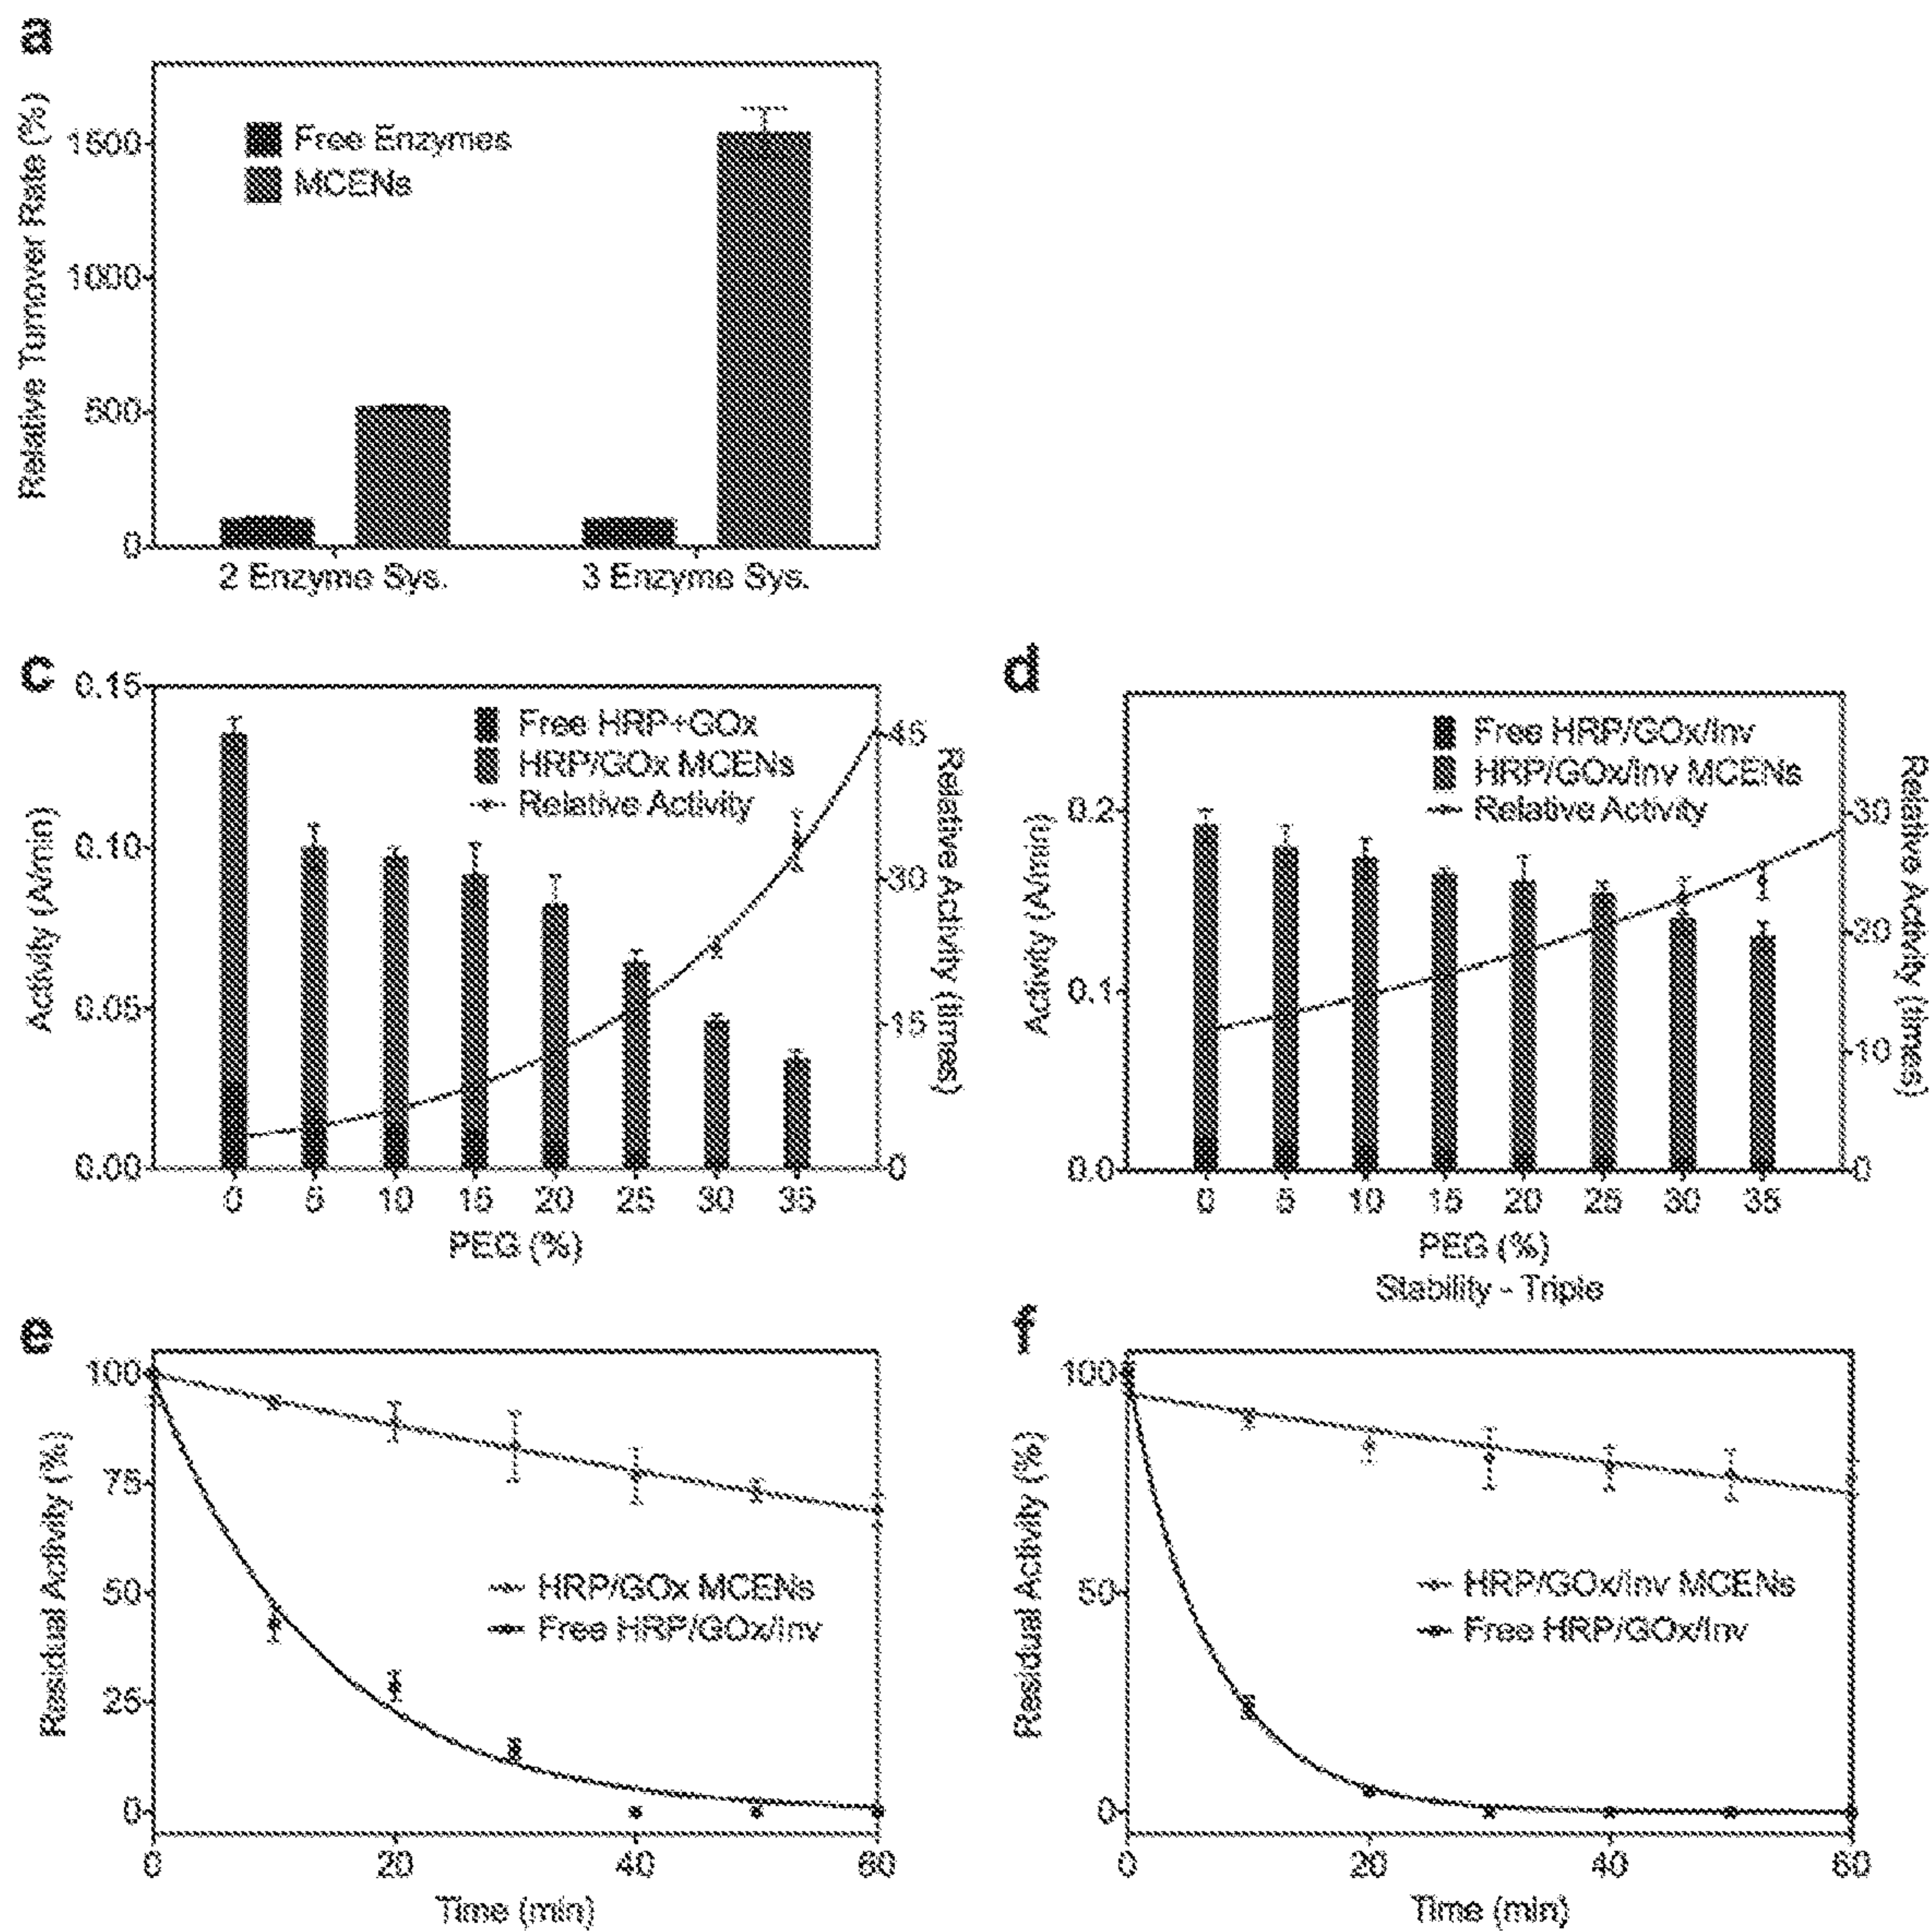 a
Relative Turnover Rate (%)
1500
1000
500
0
Free Enzymes
MCENs
2 Enzyme Sys.
3 Enzyme Sys.
c
Activity (A/min)
0.15
0.10
0.05
0.00
Free HRP+GOx
HRP/GOx MCENs
Relative Activity
45
30
15
0
Relative Activity (times)
0 5 10 15 20 25 30 35
PEG (%)
d
Activity (A/min)
0.2
0.1
0.0
Free HRP/GOx/Inv
HRP/GOx/Inv MCENs
Relative Activity
30
20
10
0
Relative Activity (times)
0 5 10 15 20 25 30 35
PEG (%)
Stability - Triple
e
Residual Activity (%)
100
75
50
25
0
HRP/GOx MCENs
Free HRP/GOx/Inv
0 20 40 60
Time (min)
f
Residual Activity (%)
100
50
0
HRP/GOx/Inv MCENs
Free HRP/GOx/Inv
0 20 40 60
Time (min)